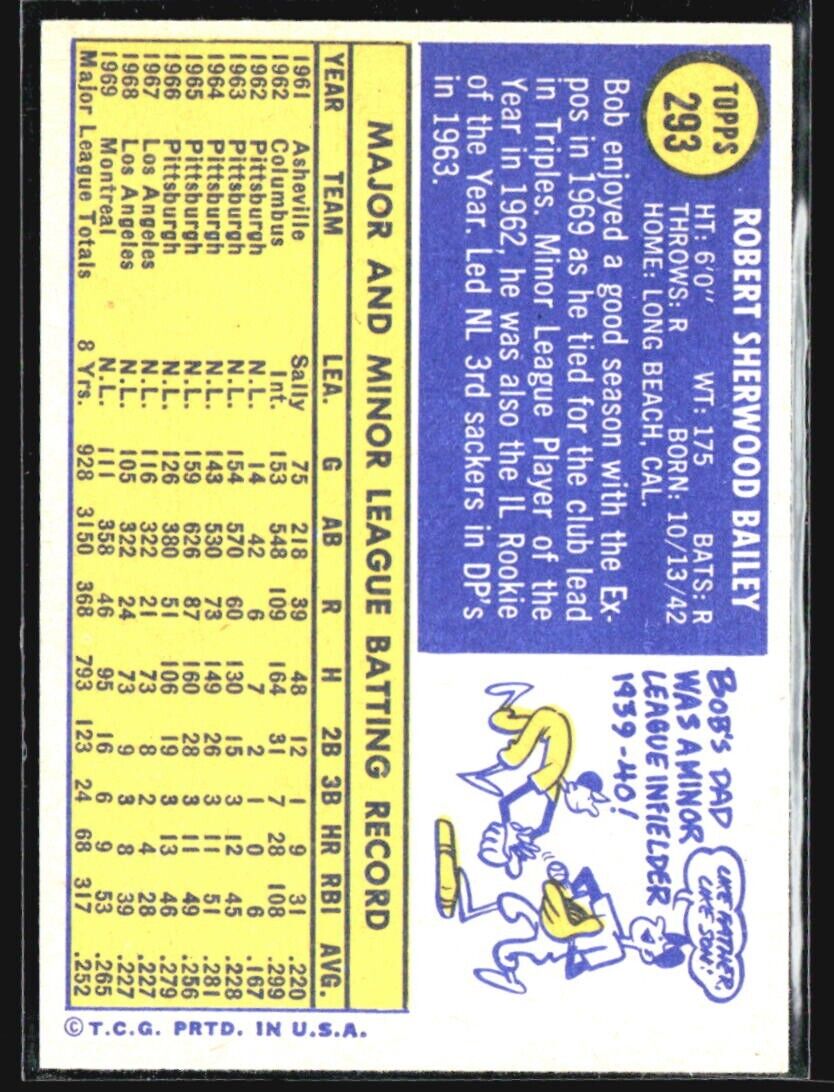 TOPPS
293
ROBERT SHERWOOD BAILEY
HT: 6'0" WT: 175 BATS: R
THROWS: R BORN: 10/13/42
HOME: LONG BEACH, CAL.
Bob enjoyed a good season with the Ex-
pos in 1969 as he tied for the club lead
in Triples. Minor League Player of the
Year in 1962, he was also the IL Rookie
of the Year. Led NL 3rd sackers in DP's
in 1963.
BOB'S DAD
WAS A MINOR
LEAGUE INFIELDER
1939-40!
LIKE FATHER,
LIKE SON!
MAJOR AND MINOR LEAGUE BATTING RECORD
YEAR TEAM LEA. G AB R H 2B 3B HR RBI AVG.
1961 Asheville Sally 75 218 39 48 12 1 9 31 .220
1962 Columbus Int. 153 548 109 164 31 7 28 108 .299
1962 Pittsburgh N.L. 14 42 6 7 2 1 0 6 .167
1963 Pittsburgh N.L. 154 570 60 130 15 3 12 45 .228
1964 Pittsburgh N.L. 143 530 73 149 26 3 11 51 .281
1965 Pittsburgh N.L. 159 626 87 160 28 3 11 49 .256
1966 Pittsburgh N.L. 126 380 51 106 19 3 13 46 .279
1967 Los Angeles N.L. 116 322 21 73 8 2 4 28 .227
1968 Los Angeles N.L. 105 322 24 73 9 3 8 39 .227
1969 Montreal N.L. 111 358 46 95 16 6 9 53 .265
Major League Totals 8 Yrs. 928 3150 368 793 123 24 68 317 .252
© T.C.G. PRTD. IN U.S.A.